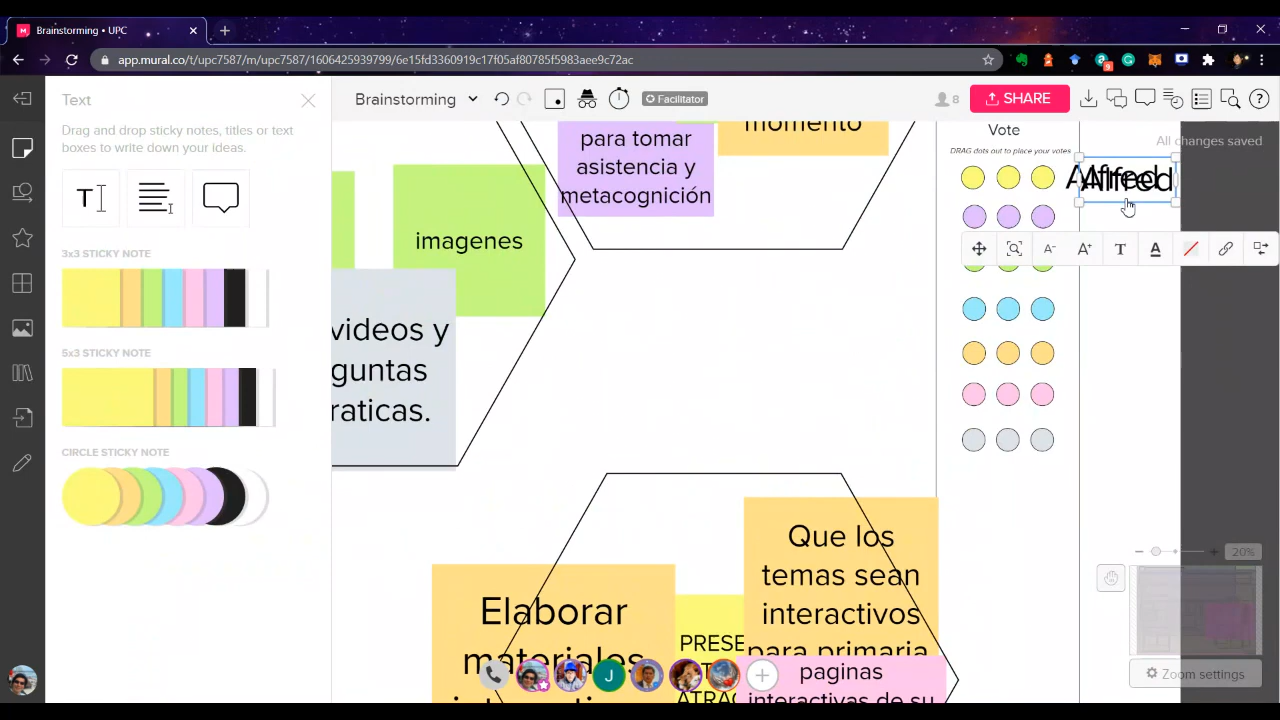 Brainstorming • UPC
app.mural.co/t/upc7587/m/upc7587/1606425939799/6e15fd3360919c17f05af80785f5983aee9c72ac
Text
Drag and drop sticky notes, titles or text
boxes to write down your ideas.
T
3X3 STICKY NOTE
5X3 STICKY NOTE
CIRCLE STICKY NOTE
Brainstorming
Facilitator
8
SHARE
All changes saved
para tomar
asistencia y
metacognición
momento
imagenes
videos y
guntas
raticas.
Vote
DRAG dots out to place your votes
Alfred
Alfred
A-
A+
T
A
Elaborar
materiales
PRESE
Que los
temas sean
interactivos
para primaria
paginas
interactivas de su
J
20%
Zoom settings